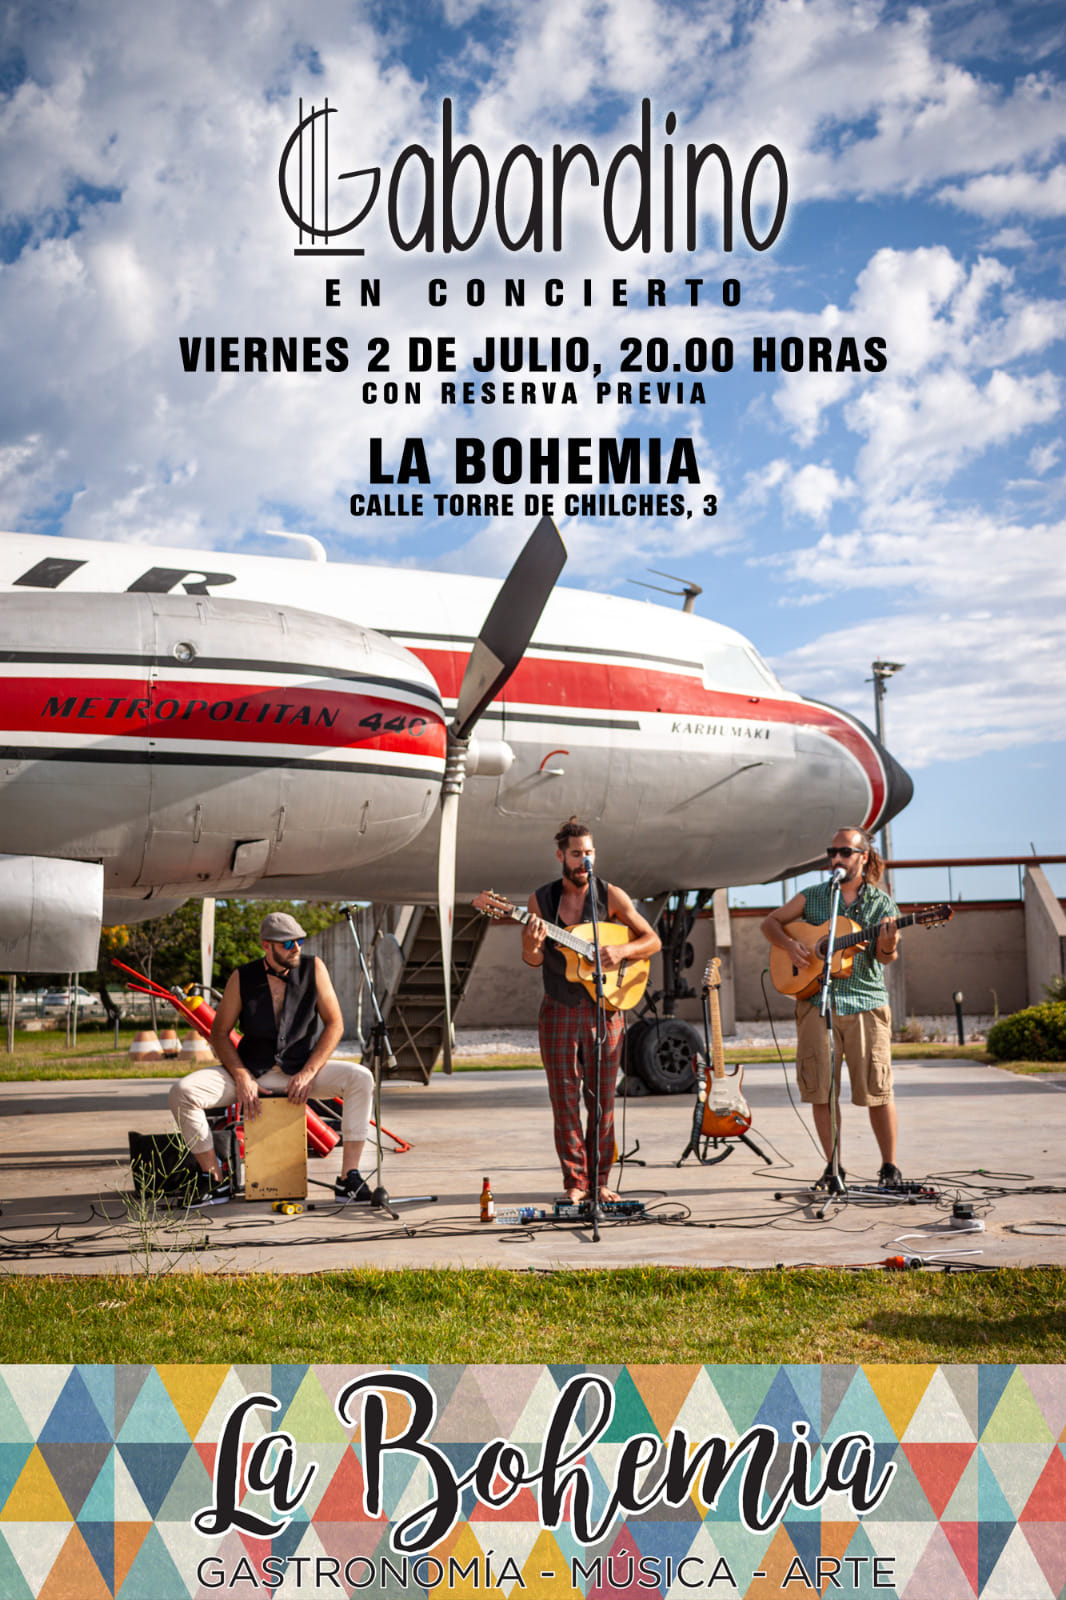 Gabardino
EN CONCIERTO
VIERNES 2 DE JULIO, 20.00 HORAS
CON RESERVA PREVIA
LA BOHEMIA
CALLE TORRE DE CHILCHES, 3
IR
METROPOLITAN 440
KARHUMAKI
La Bohemia
GASTRONOMÍA - MÚSICA - ARTE